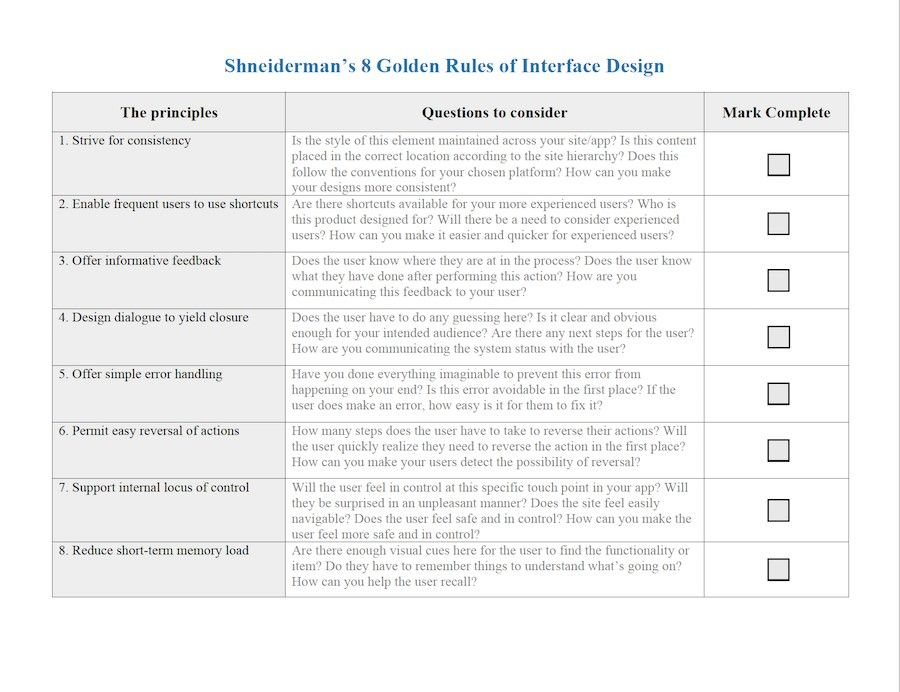 Shneiderman’s 8 Golden Rules of Interface Design
The principles
Questions to consider
Mark Complete
1. Strive for consistency
Is the style of this element maintained across your site/app? Is this content
placed in the correct location according to the site hierarchy? Does this
follow the conventions for your chosen platform? How can you make
your designs more consistent?
2. Enable frequent users to use shortcuts
Are there shortcuts available for your more experienced users? Who is
this product designed for? Will there be a need to consider experienced
users? How can you make it easier and quicker for experienced users?
3. Offer informative feedback
Does the user know where they are at in the process? Does the user know
what they have done after performing this action? How are you
communicating this feedback to your user?
4. Design dialogue to yield closure
Does the user have to do any guessing here? Is it clear and obvious
enough for your intended audience? Are there any next steps for the user?
How are you communicating the system status with the user?
5. Offer simple error handling
Have you done everything imaginable to prevent this error from
happening on your end? Is this error avoidable in the first place? If the
user does make an error, how easy is it for them to fix it?
6. Permit easy reversal of actions
How many steps does the user have to take to reverse their actions? Will
the user quickly realize they need to reverse the action in the first place?
How can you make your users detect the possibility of reversal?
7. Support internal locus of control
Will the user feel in control at this specific touch point in your app? Will
they be surprised in an unpleasant manner? Does the site feel easily
navigable? Does the user feel safe and in control? How can you make the
user feel more safe and in control?
8. Reduce short-term memory load
Are there enough visual cues here for the user to find the functionality or
item? Do they have to remember things to understand what’s going on?
How can you help the user recall?